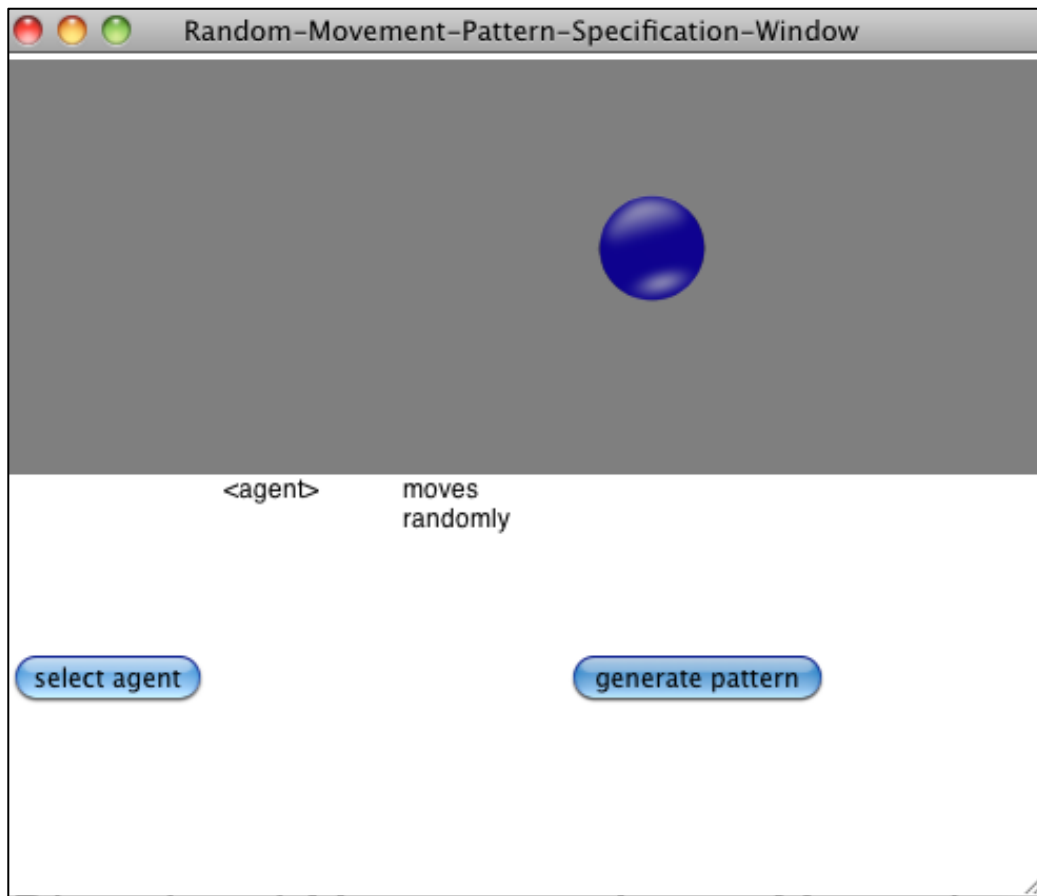 Random-Movement-Pattern-Specification-Window
<agent> moves
randomly
select agent generate pattern